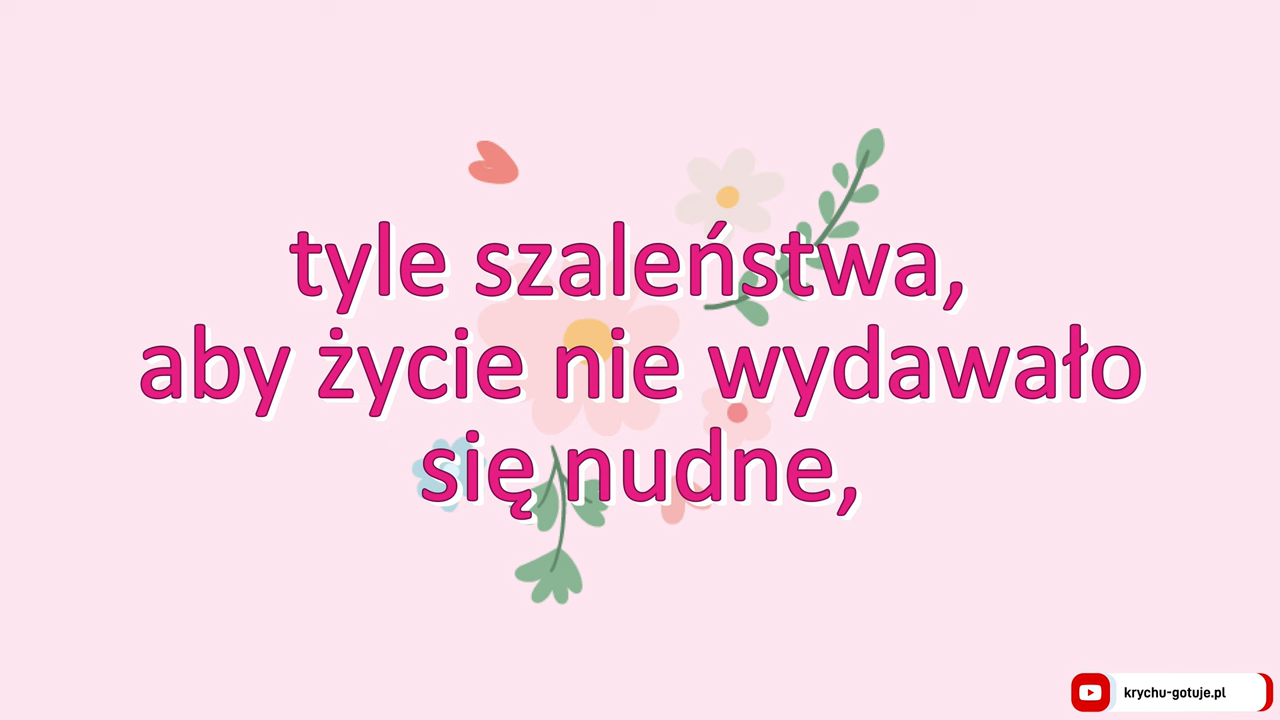 tyle szaleństwa,
aby życie nie wydawało
się nudne,
krychu-gotuje.pl